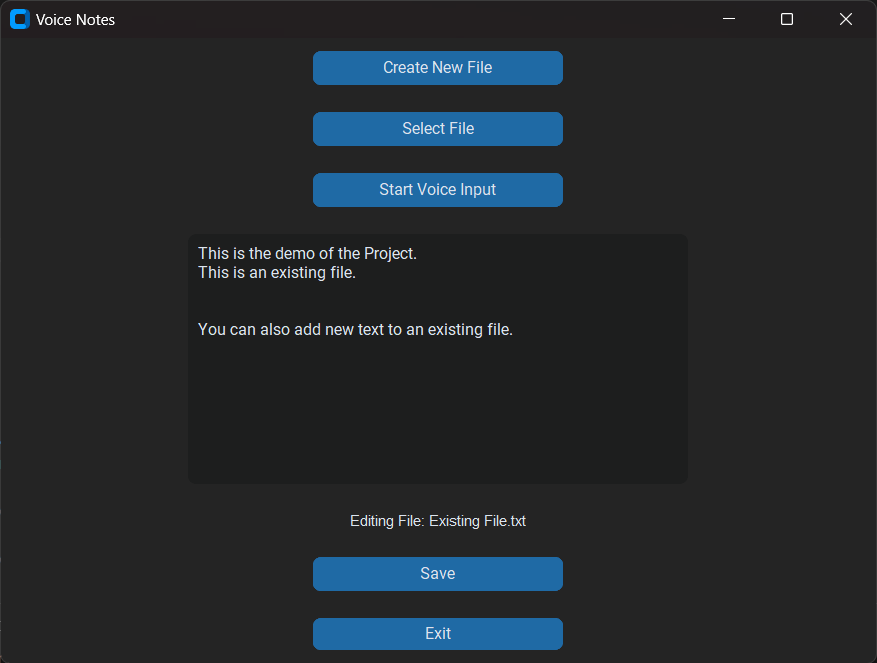 Voice Notes
Create New File
Select File
Start Voice Input
This is the demo of the Project.
This is an existing file.
You can also add new text to an existing file.
Editing File: Existing File.txt
Save
Exit